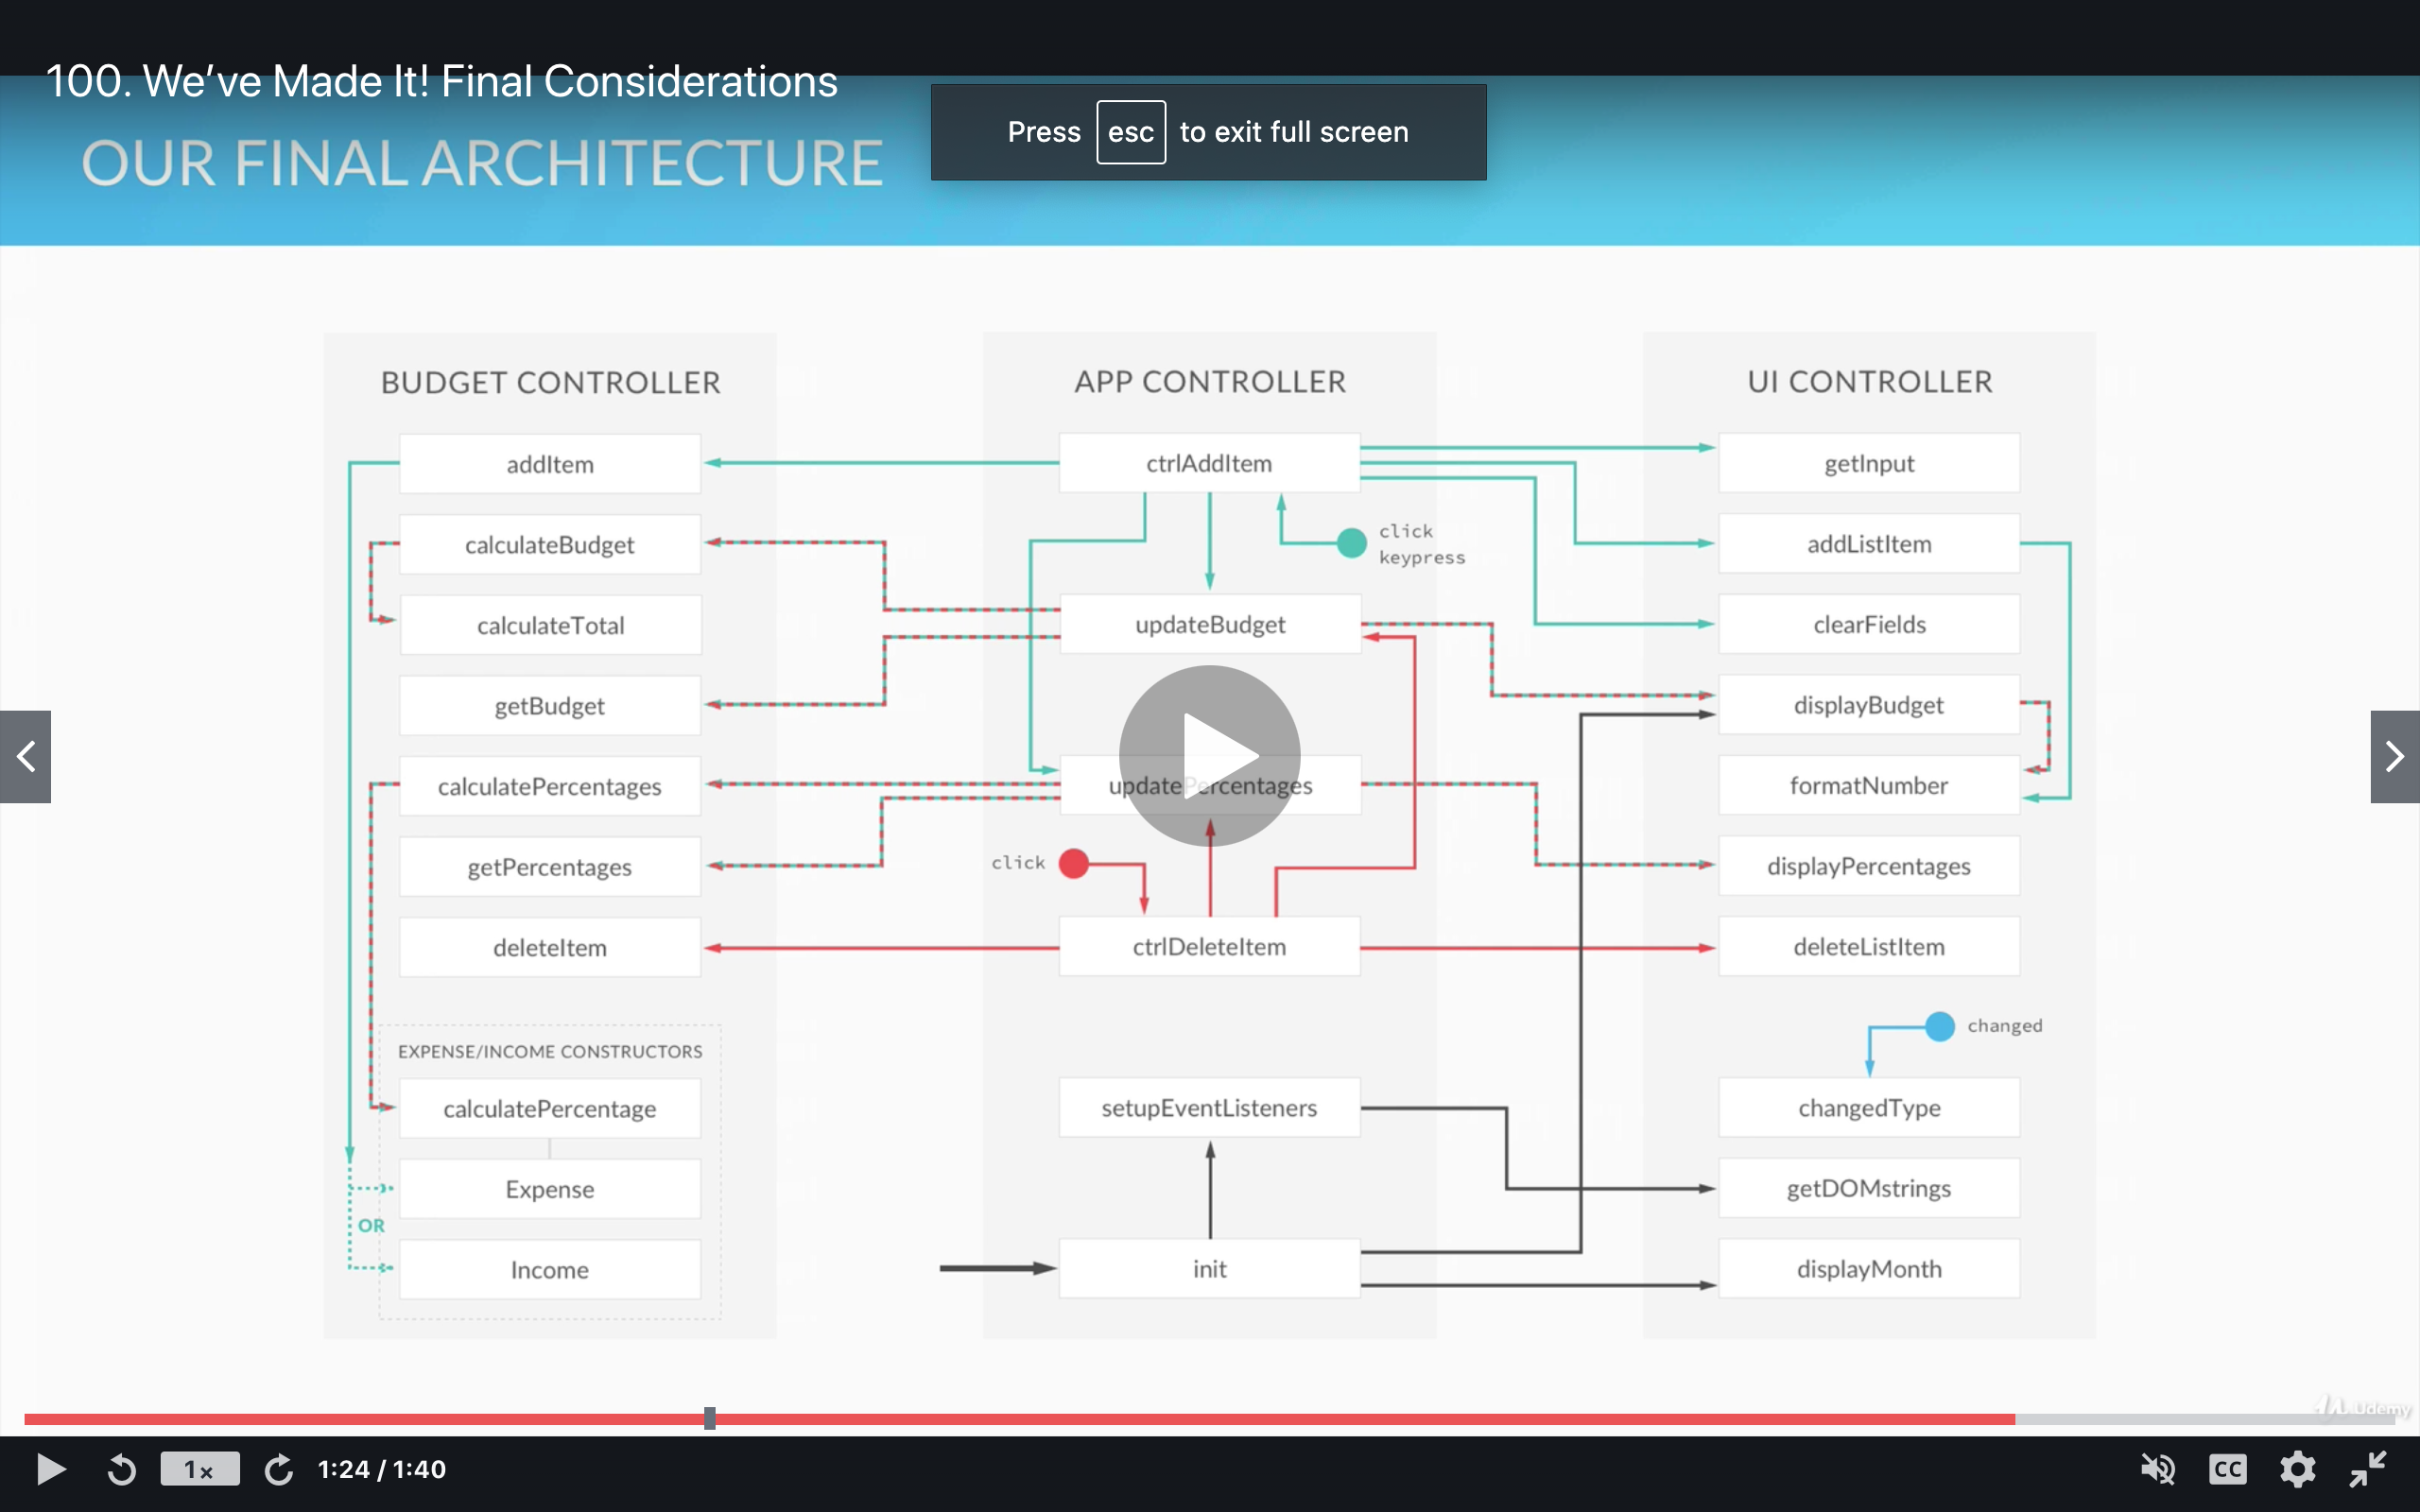 100. We’ve Made It! Final Considerations
Press esc to exit full screen
OUR FINAL ARCHITECTURE
BUDGET CONTROLLER
addItem
calculateBudget
calculateTotal
getBudget
calculatePercentages
getPercentages
deleteItem
EXPENSE/INCOME CONSTRUCTORS
calculatePercentage
Expense
OR
Income
APP CONTROLLER
ctrlAddItem
click
keypress
updateBudget
updatePercentages
click
ctrlDeleteItem
setupEventListeners
init
UI CONTROLLER
getInput
addListItem
clearFields
displayBudget
formatNumber
displayPercentages
deleteListItem
changed
changedType
getDOMstrings
displayMonth
Udemy
1x
1:24 / 1:40
CC